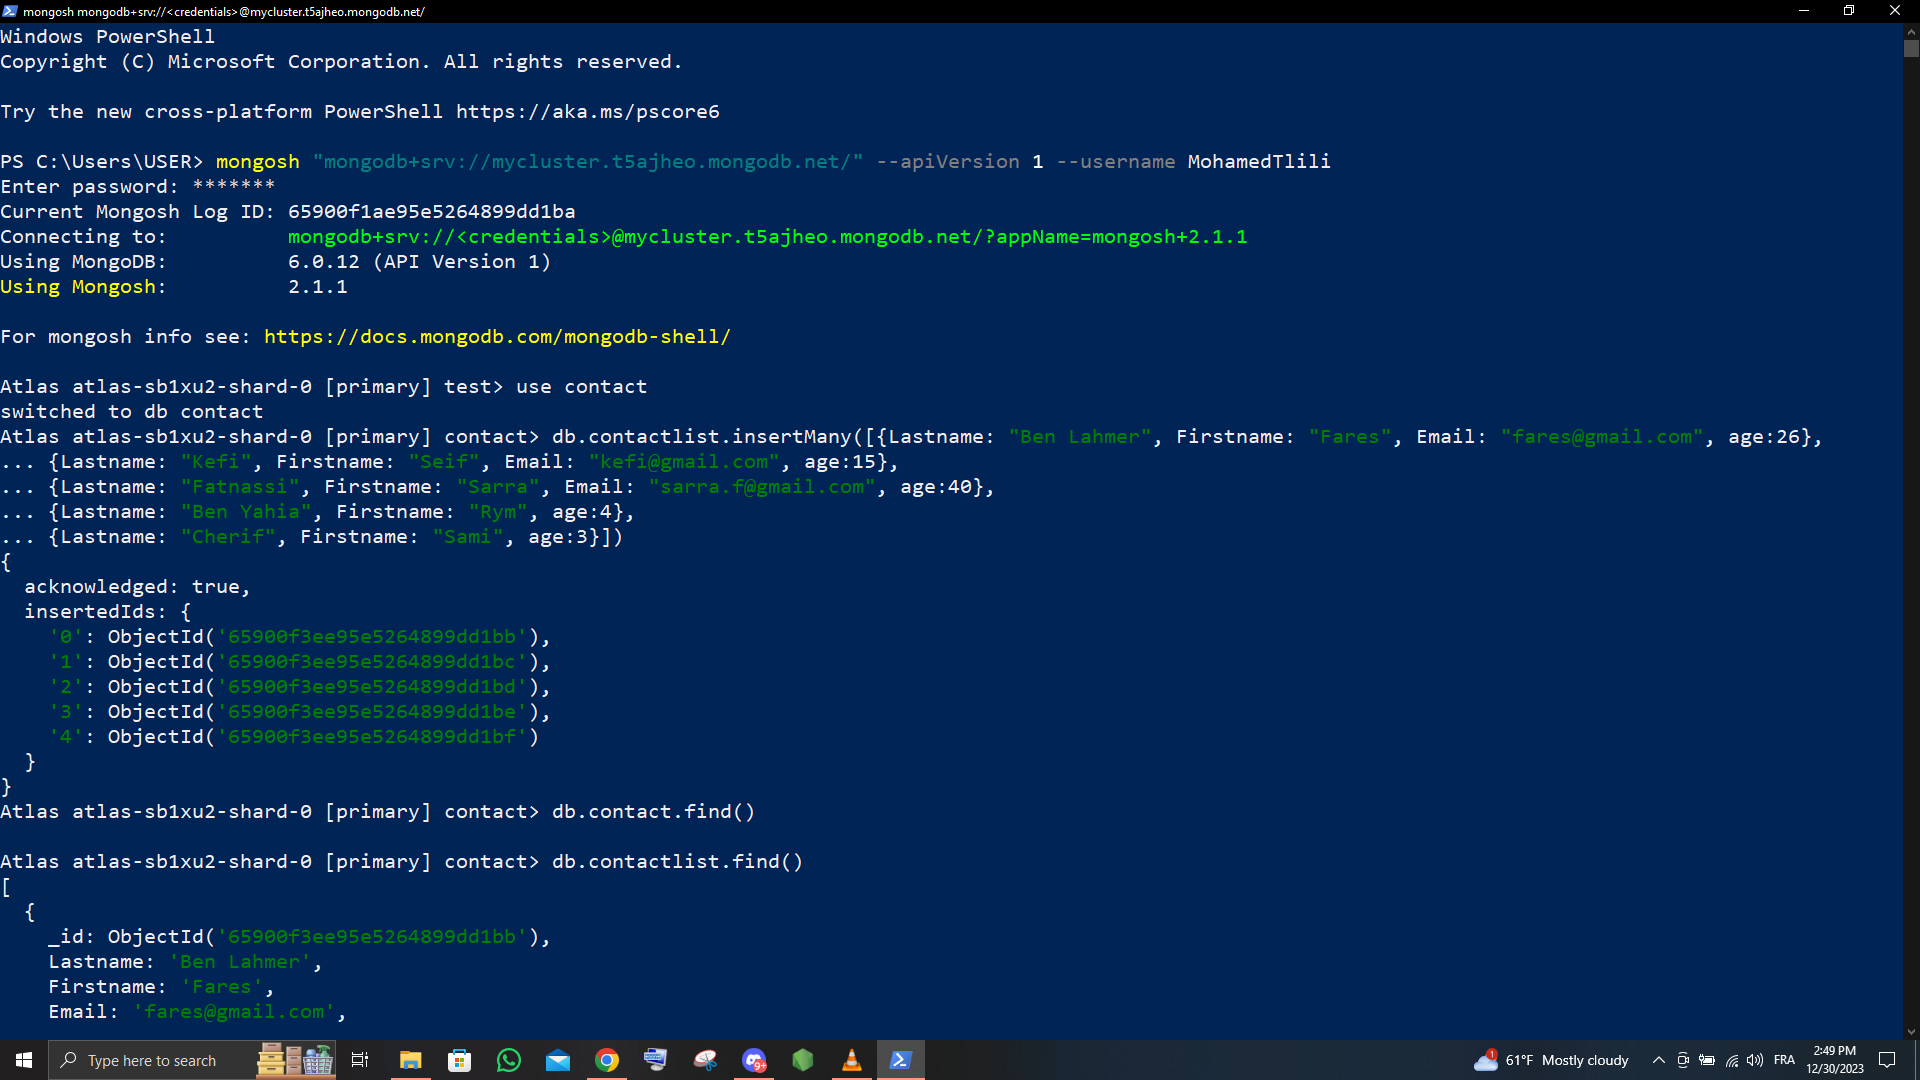 mongosh mongodb+srv://<credentials>@mycluster.t5ajheo.mongodb.net/
Windows PowerShell
Copyright (C) Microsoft Corporation. All rights reserved.
Try the new cross-platform PowerShell https://aka.ms/pscore6
PS C:\Users\USER> mongosh "mongodb+srv://mycluster.t5ajheo.mongodb.net/" --apiVersion 1 --username MohamedTlili
Enter password: *******
Current Mongosh Log ID: 65900f1ae95e5264899dd1ba
Connecting to: mongodb+srv://<credentials>@mycluster.t5ajheo.mongodb.net/?appName=mongosh+2.1.1
Using MongoDB: 6.0.12 (API Version 1)
Using Mongosh: 2.1.1
For mongosh info see: https://docs.mongodb.com/mongodb-shell/
Atlas atlas-sb1xu2-shard-0 [primary] test> use contact
switched to db contact
Atlas atlas-sb1xu2-shard-0 [primary] contact> db.contactlist.insertMany([{Lastname: "Ben Lahmer", Firstname: "Fares", Email: "fares@gmail.com", age:26},
... {Lastname: "Kefi", Firstname: "Seif", Email: "kefi@gmail.com", age:15},
... {Lastname: "Fatnassi", Firstname: "Sarra", Email: "sarra.f@gmail.com", age:40},
... {Lastname: "Ben Yahia", Firstname: "Rym", age:4},
... {Lastname: "Cherif", Firstname: "Sami", age:3}])
{
  acknowledged: true,
  insertedIds: {
    '0': ObjectId('65900f3ee95e5264899dd1bb'),
    '1': ObjectId('65900f3ee95e5264899dd1bc'),
    '2': ObjectId('65900f3ee95e5264899dd1bd'),
    '3': ObjectId('65900f3ee95e5264899dd1be'),
    '4': ObjectId('65900f3ee95e5264899dd1bf')
  }
}
Atlas atlas-sb1xu2-shard-0 [primary] contact> db.contact.find()
Atlas atlas-sb1xu2-shard-0 [primary] contact> db.contactlist.find()
[
  {
    _id: ObjectId('65900f3ee95e5264899dd1bb'),
    Lastname: 'Ben Lahmer',
    Firstname: 'Fares',
    Email: 'fares@gmail.com',
Type here to search
9+
1
61°F Mostly cloudy
FRA
2:49 PM
12/30/2023